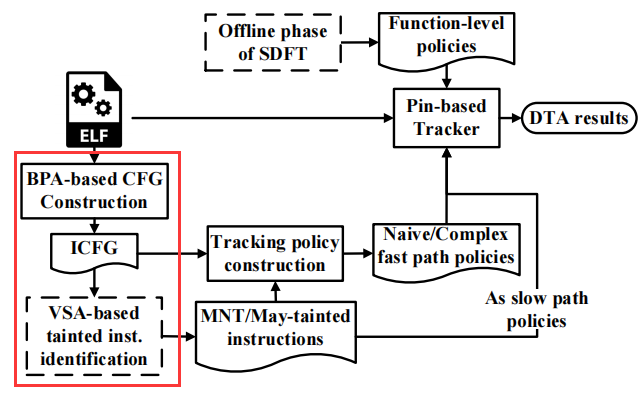 Offline phase
of SDFT
Function-level
policies
ELF
Pin-based
Tracker
DTA results
BPA-based CFG
Construction
ICFG
Tracking policy
construction
Naive/Complex
fast path policies
VSA-based
tainted inst.
identification
MNT/May-tainted
instructions
As slow path
policies